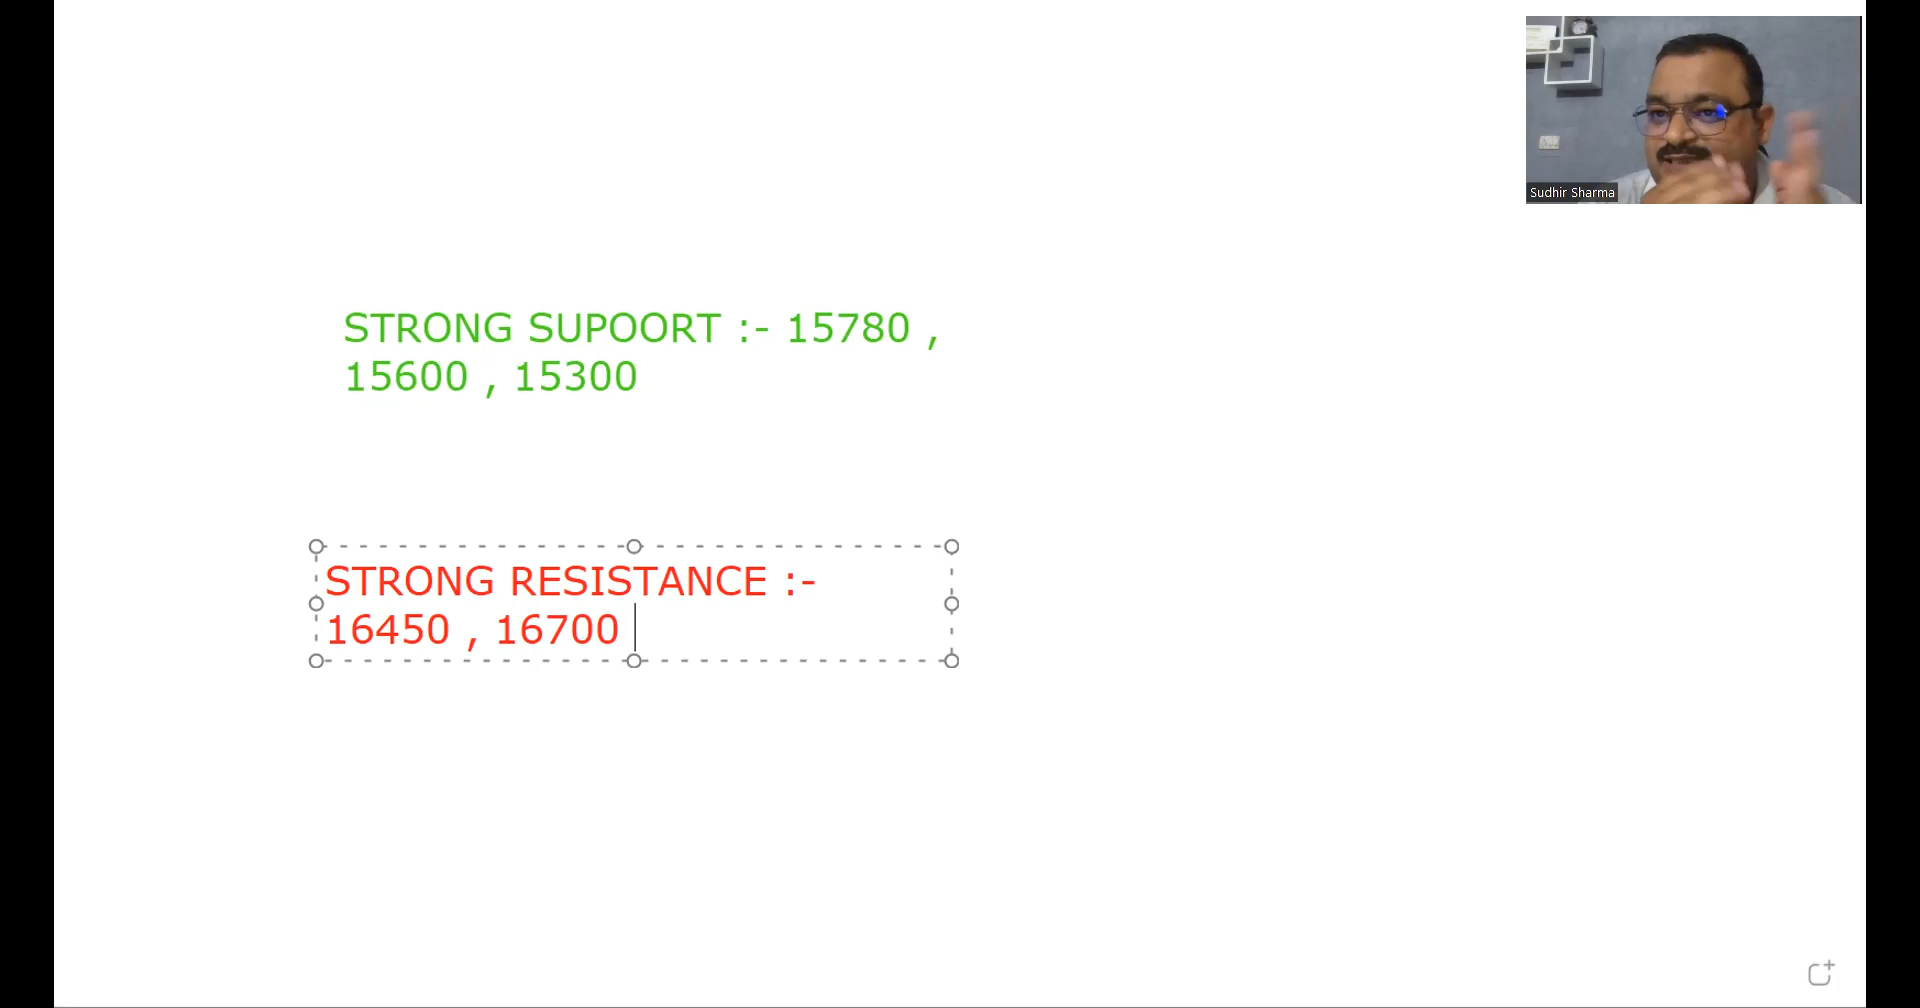 Sudhir Sharma
STRONG SUPOORT :- 15780 ,
15600 , 15300
STRONG RESISTANCE :-
16450 , 16700